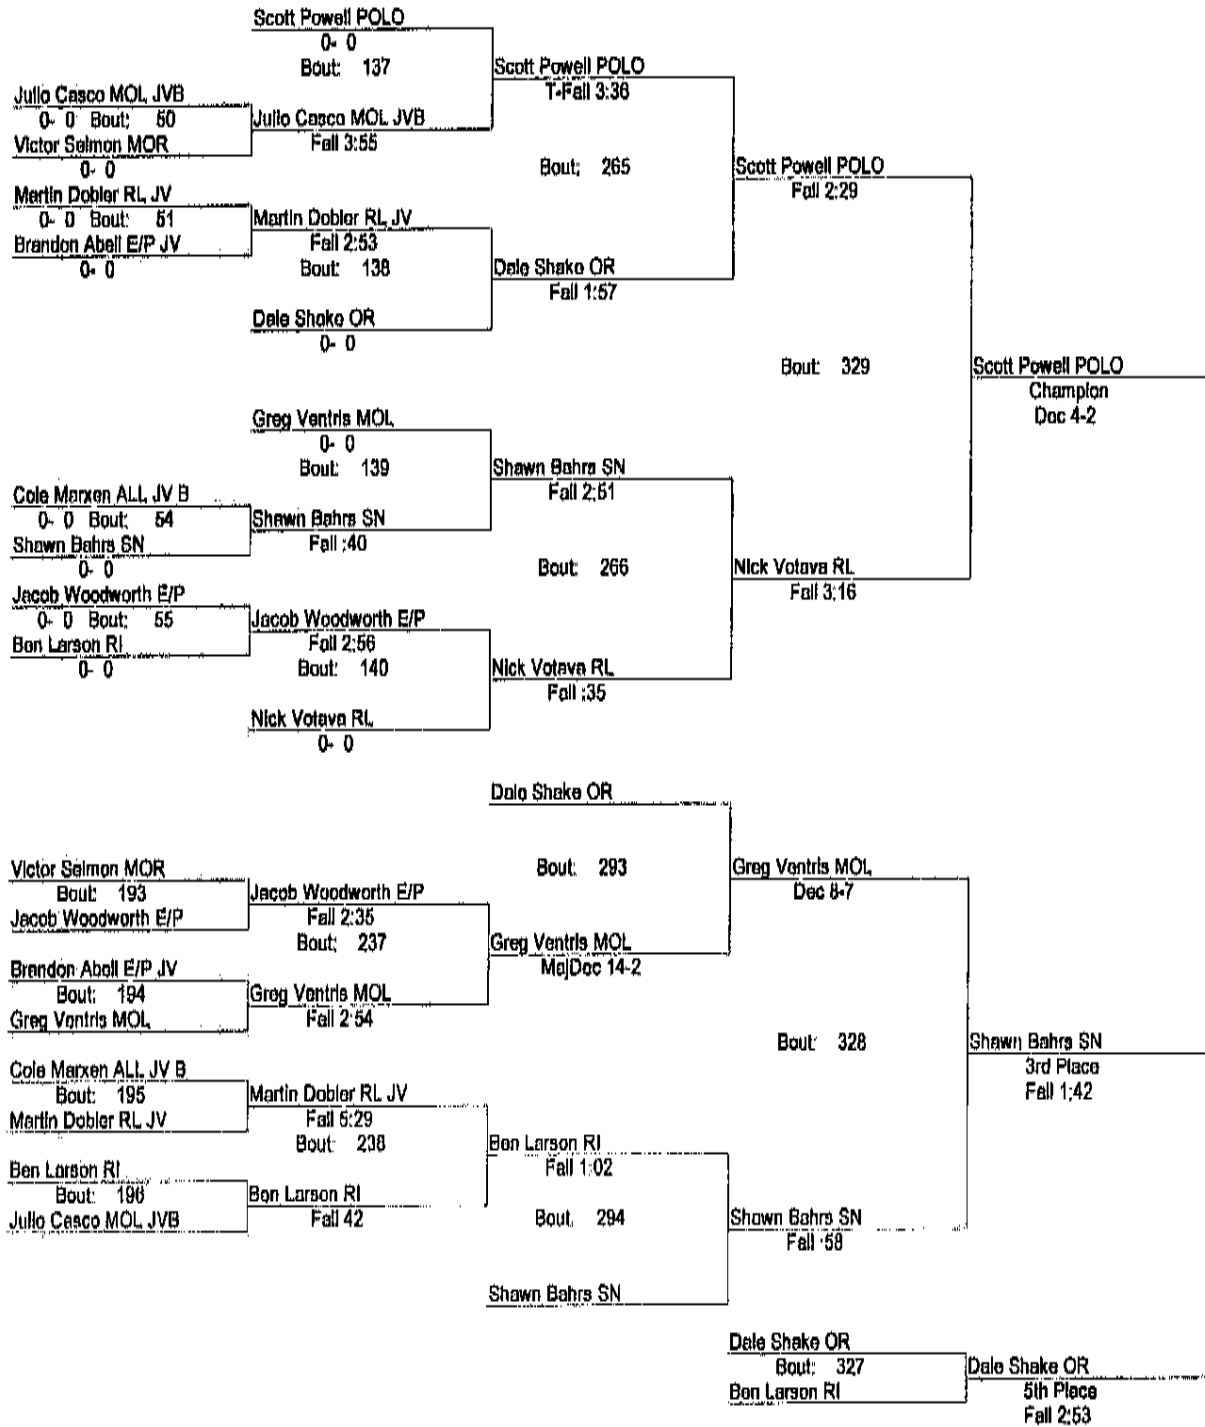 Scott Powell POLO
0- 0
Bout: 137
Scott Powell POLO
T-Fall 3:36
Julio Casco MOL JVB
0- 0 Bout: 50
Julio Casco MOL JVB
Fall 3:55
Victor Selmon MOR
0- 0
Bout: 265
Scott Powell POLO
Fall 2:29
Martin Dobler RL JV
0- 0 Bout: 51
Martin Dobler RL JV
Fall 2:53
Brandon Abell E/P JV
0- 0
Bout: 138
Dale Shake OR
Fall 1:57
Dale Shake OR
0- 0
Bout: 329
Scott Powell POLO
Champion
Dec 4-2
Greg Ventris MOL
0- 0
Bout: 139
Shawn Bahrs SN
Fall 2:51
Cole Marxen ALL JV B
0- 0 Bout: 54
Shawn Bahrs SN
Fall :40
Shawn Bahrs SN
0- 0
Bout: 266
Nick Votava RL
Fall 3:16
Jacob Woodworth E/P
0- 0 Bout: 55
Jacob Woodworth E/P
Fall 2:56
Ben Larson RI
0- 0
Bout: 140
Nick Votava RL
Fall :35
Nick Votava RL
0- 0
Dale Shake OR
Bout: 293
Greg Ventris MOL
Dec 8-7
Victor Selmon MOR
Bout: 193
Jacob Woodworth E/P
Fall 2:35
Jacob Woodworth E/P
Bout: 237
Greg Ventris MOL
MajDec 14-2
Brandon Abell E/P JV
Bout: 194
Greg Ventris MOL
Fall 2:54
Greg Ventris MOL
Bout: 328
Shawn Bahrs SN
3rd Place
Fall 1:42
Cole Marxen ALL JV B
Bout: 195
Martin Dobler RL JV
Fall 5:29
Martin Dobler RL JV
Bout: 238
Ben Larson RI
Fall 1:02
Ben Larson RI
Bout: 196
Ben Larson RI
Fall 42
Julio Casco MOL JVB
Bout: 294
Shawn Bahrs SN
Fall :58
Shawn Bahrs SN
Dale Shake OR
Bout: 327
Dale Shake OR
5th Place
Fall 2:53
Ben Larson RI